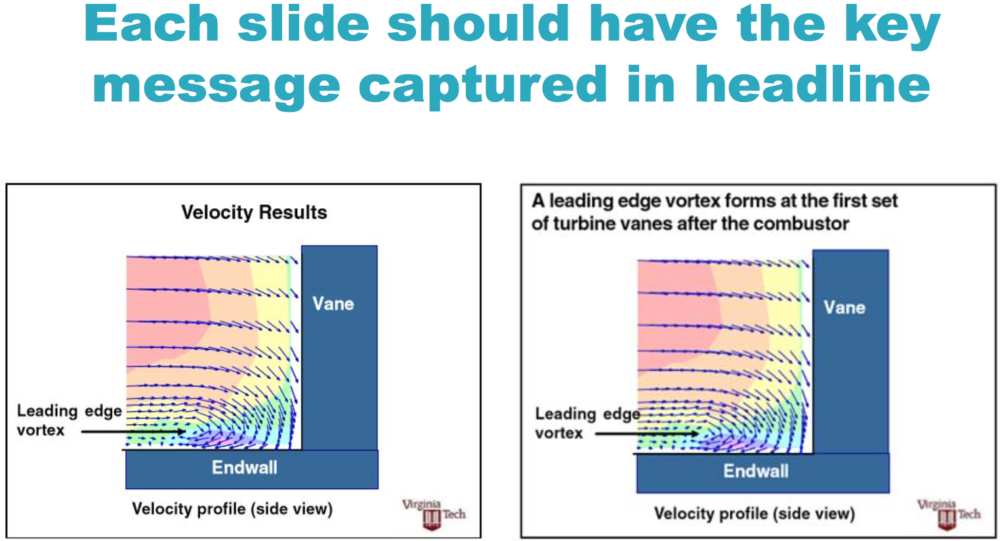 Each slide should have the key
message captured in headline
Velocity Results
Vane
Leading edge
vortex
Endwall
Velocity profile (side view)
Virginia
Tech
A leading edge vortex forms at the first set
of turbine vanes after the combustor
Vane
Leading edge
vortex
Endwall
Velocity profile (side view)
Virginia
Tech